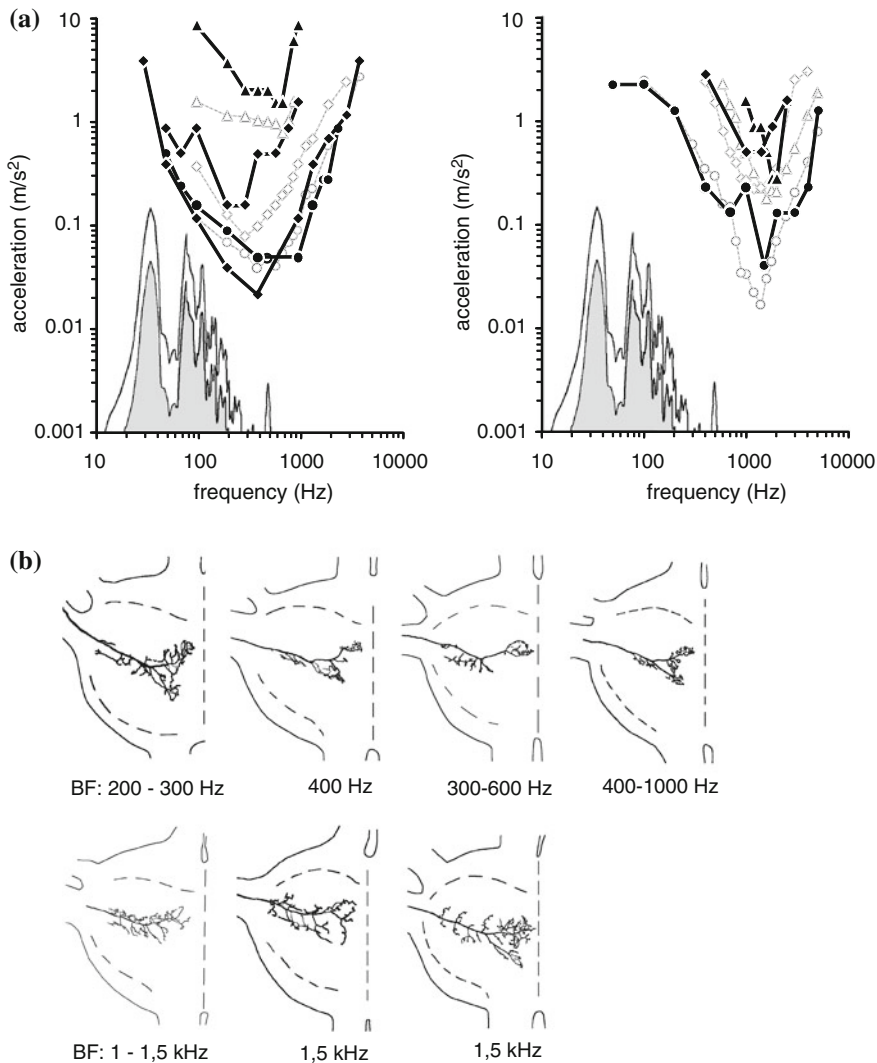 (a)
10
1
0.1
0.01
0.001
acceleration (m/s²)
10 100 1000 10000
frequency (Hz)
10
1
0.1
0.01
0.001
acceleration (m/s²)
10 100 1000 10000
frequency (Hz)
(b)
BF: 200 - 300 Hz 400 Hz 300-600 Hz 400-1000 Hz
BF: 1 - 1,5 kHz 1,5 kHz 1,5 kHz